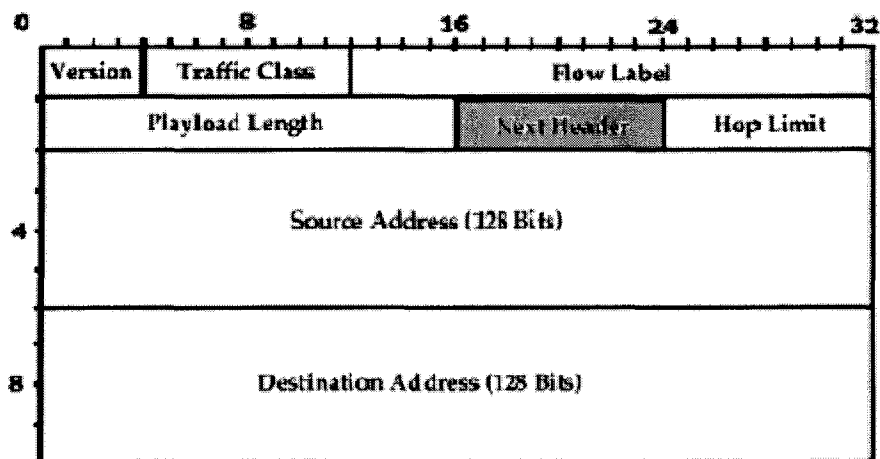 0 8 16 24 32
Version Traffic Class Flow Label
Playload Length Next Header Hop Limit
4 Source Address (128 Bits)
8 Destination Address (128 Bits)